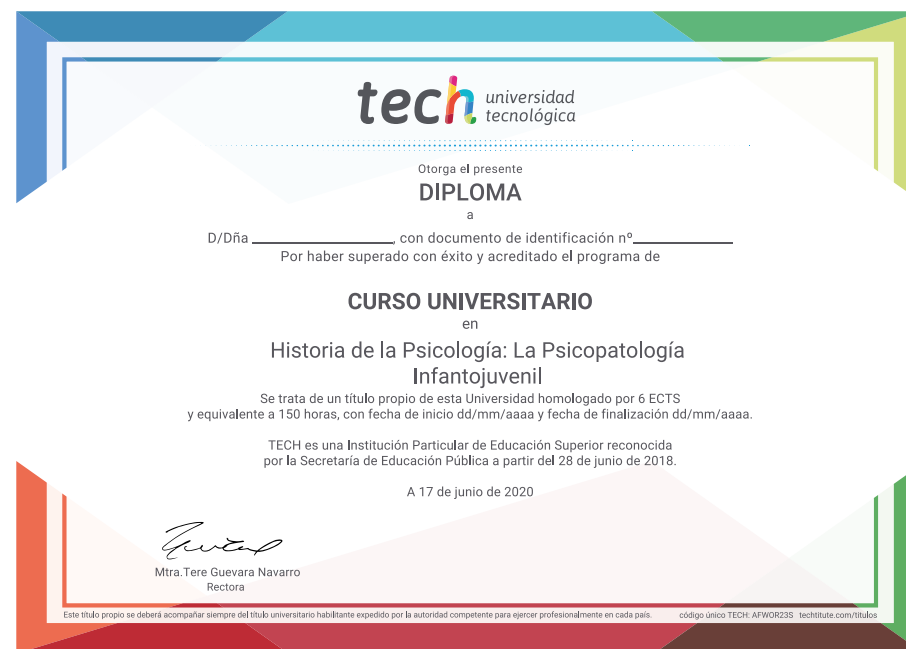 tech universidad
tecnológica
Otorga el presente
DIPLOMA
a
D/Dña ____________________, con documento de identificación nº______________
Por haber superado con éxito y acreditado el programa de
CURSO UNIVERSITARIO
en
Historia de la Psicología: La Psicopatología
Infantojuvenil
Se trata de un título propio de esta Universidad homologado por 6 ECTS
y equivalente a 150 horas, con fecha de inicio dd/mm/aaaa y fecha de finalización dd/mm/aaaa.
TECH es una Institución Particular de Educación Superior reconocida
por la Secretaría de Educación Pública a partir del 28 de junio de 2018.
A 17 de junio de 2020
Mtra.Tere Guevara Navarro
Rectora
Este título propio se deberá acompañar siempre del título universitario habilitante expedido por la autoridad competente para ejercer profesionalmente en cada país. código único TECH: AFWOR23S techtitute.com/titulos